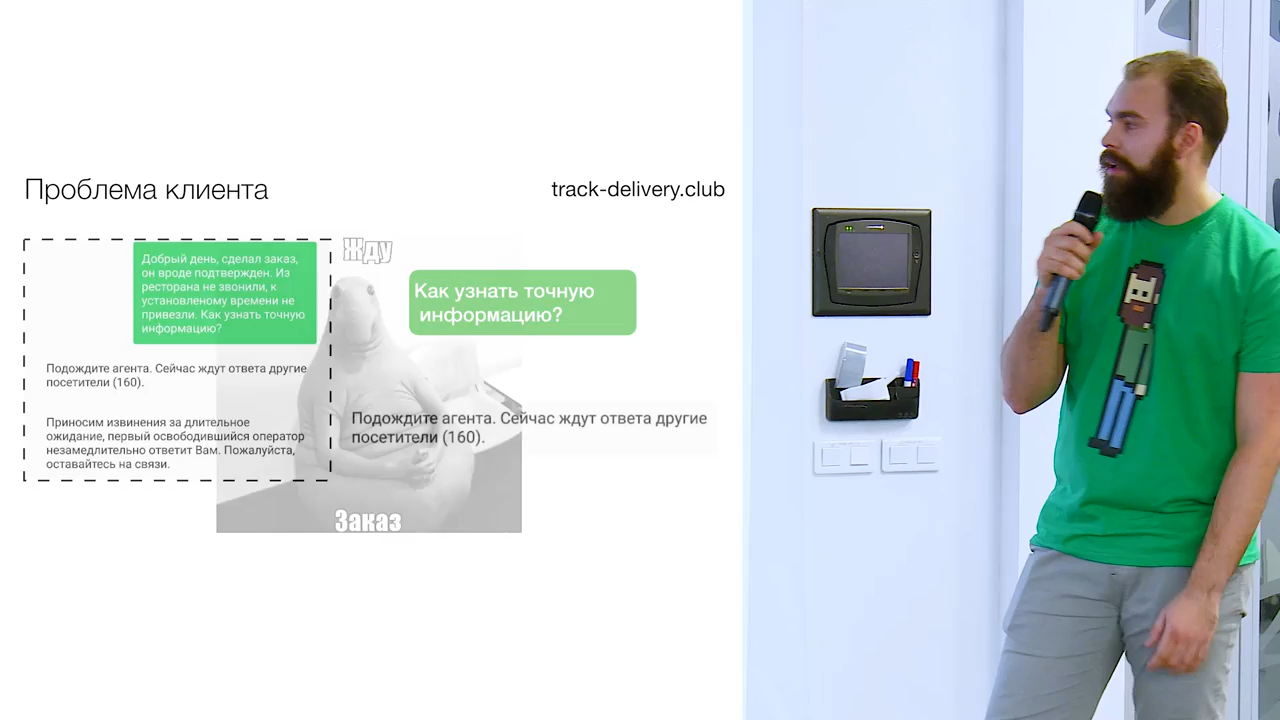 Проблема клиента
track-delivery.club
Добрый день, сделал заказ,
он вроде подтвержден. Из
ресторана не звонили, к
установленому времени не
привезли. Как узнать точную
информацию?
Подождите агента. Сейчас ждут ответа другие
посетители (160).
Приносим извинения за длительное
ожидание, первый освободившийся оператор
незамедлительно ответит Вам. Пожалуйста,
оставайтесь на связи.
Жду
Как узнать точную
информацию?
Подождите агента. Сейчас ждут ответа другие
посетители (160).
Заказ